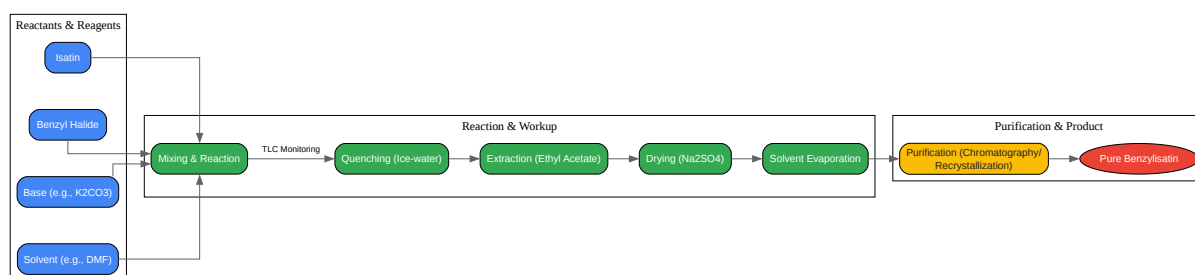 Reactants & Reagents
Isatin
Benzyl Halide
Base (e.g., K2CO3)
Solvent (e.g., DMF)
Reaction & Workup
Mixing & Reaction
TLC Monitoring
Quenching (Ice-water)
Extraction (Ethyl Acetate)
Drying (Na2SO4)
Solvent Evaporation
Purification & Product
Purification (Chromatography/
Recrystallization)
Pure Benzylisatin